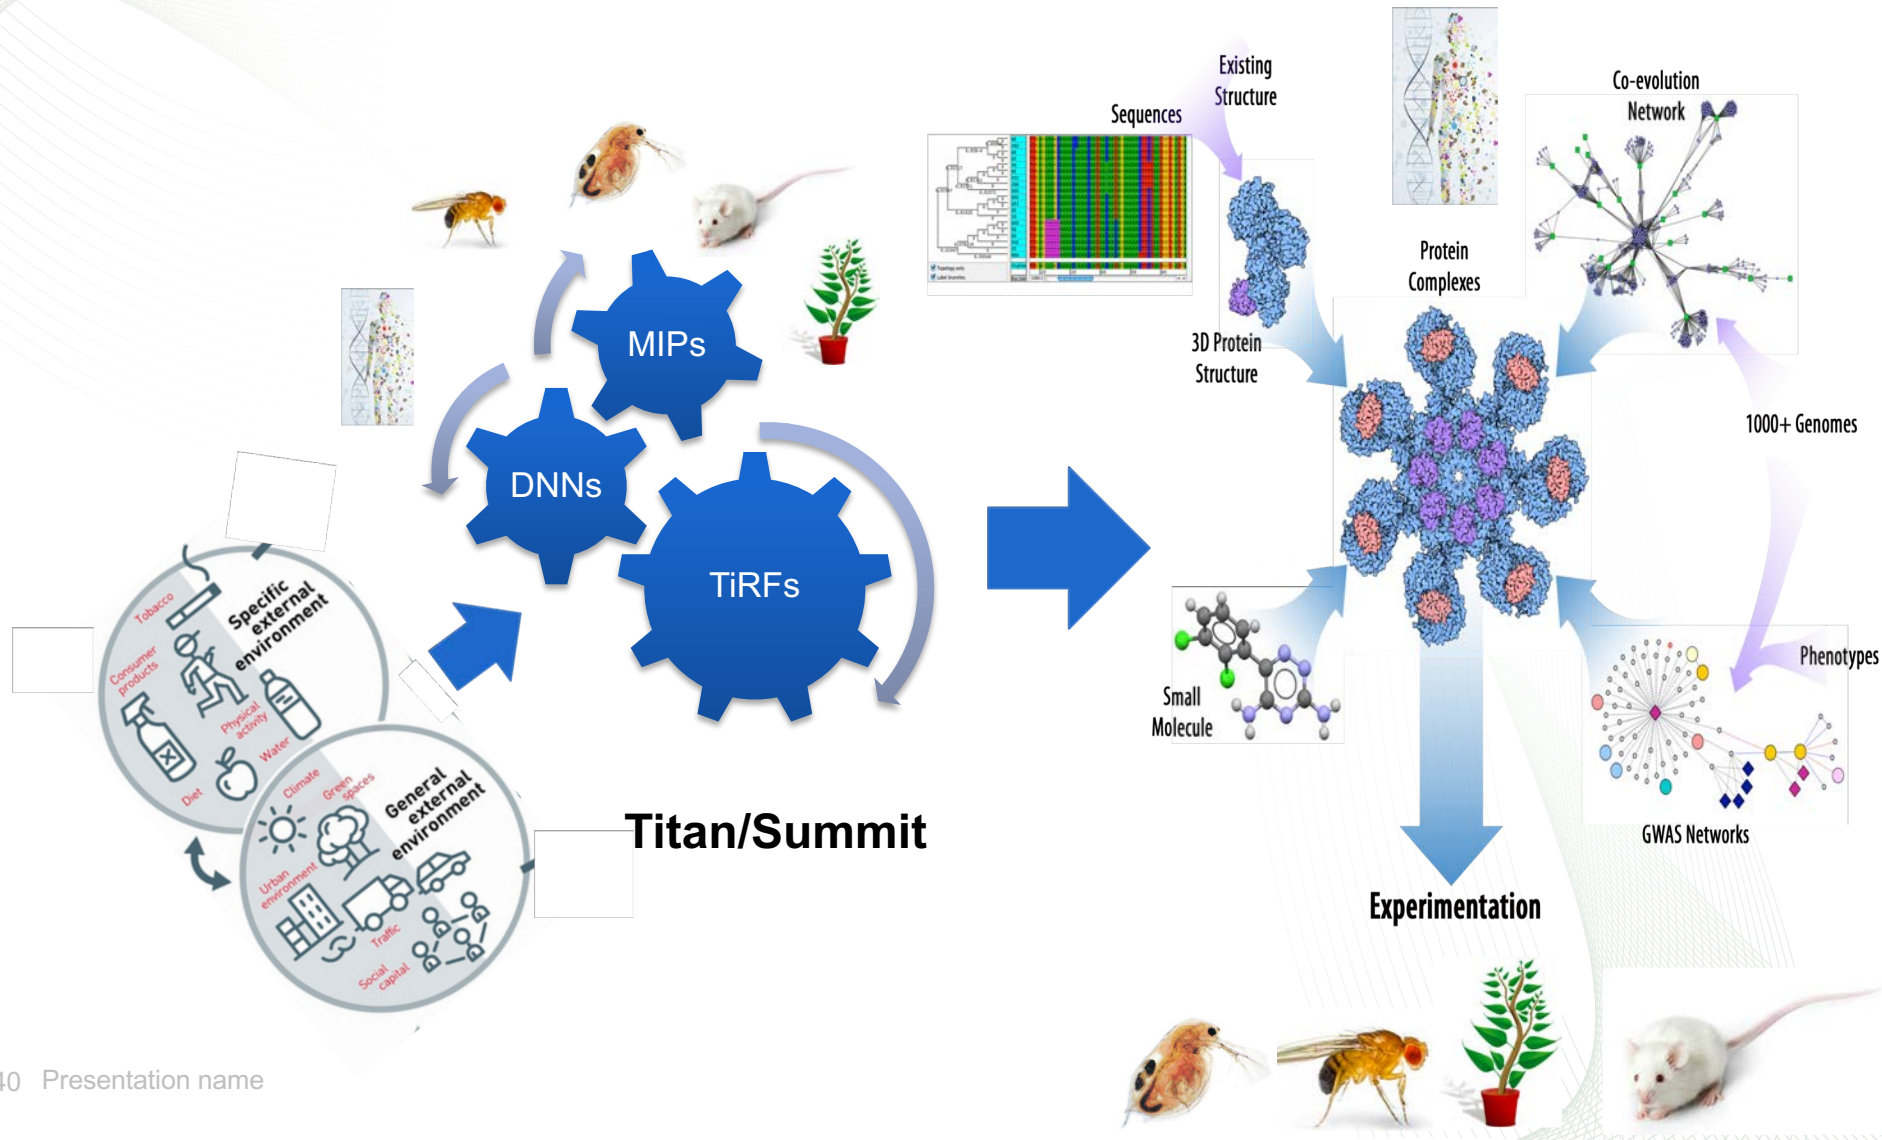 Existing
Structure
Sequences
Co-evolution
Network
MIPs
DNNs
TiRFs
Protein
Complexes
3D Protein
Structure
1000+ Genomes
Specific
external
environment
Tobacco
Consumer
products
Physical
activity
Water
Diet
General
external
environment
Climate
Green
spaces
Urban
environment
Traffic
Social
capital
Titan/Summit
Small
Molecule
Phenotypes
GWAS Networks
Experimentation
40 Presentation name